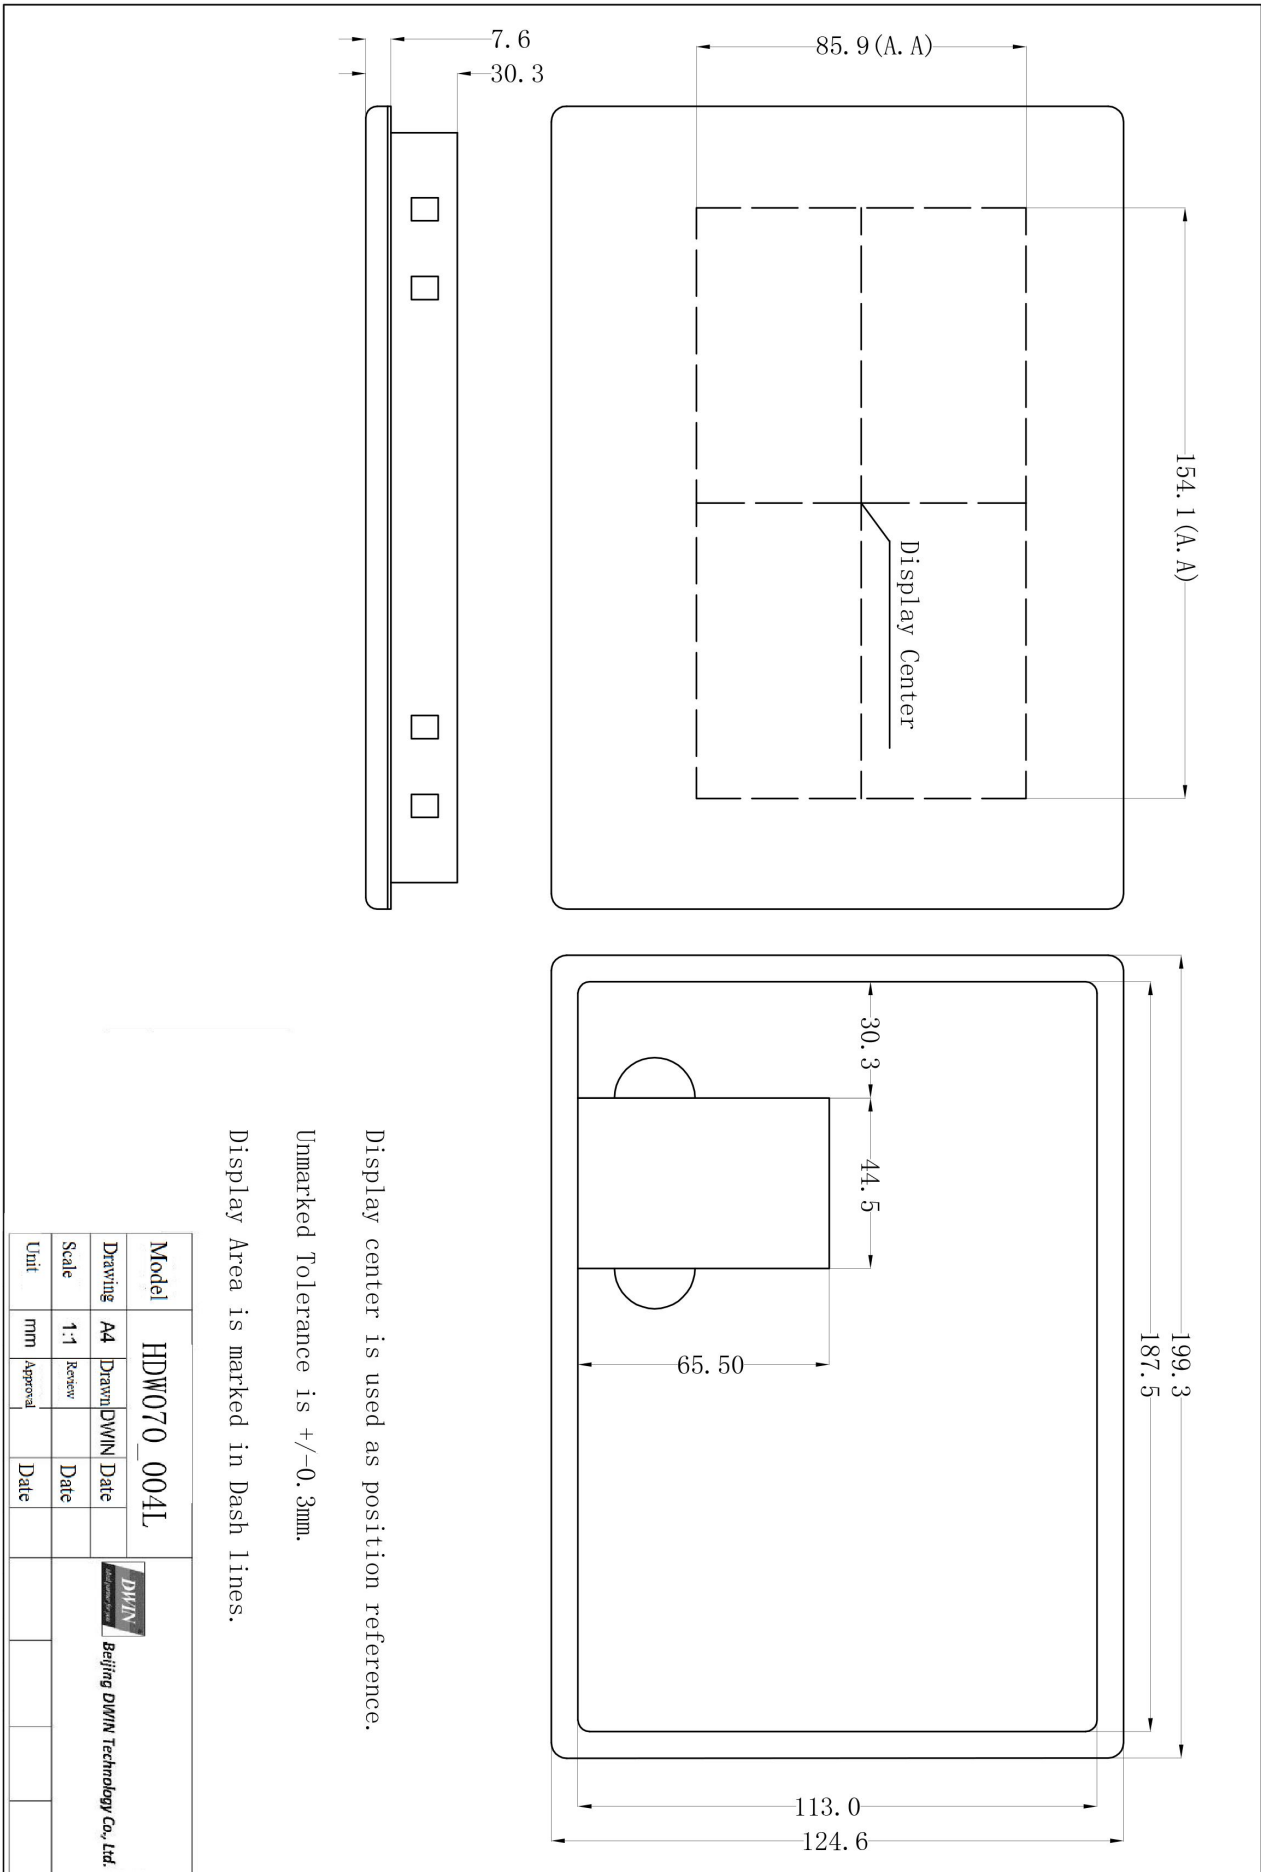 7.6
30.3
85.9(A.A)
154.1(A.A)
Display Center
199.3
187.5
30.3
44.5
65.50
113.0
124.6
Display center is used as position reference.
Unmarked Tolerance is +/-0.3mm.
Display Area is marked in Dash lines.
Model HDW070_004L
Drawing A4 Drawn DWIN Date
Scale 1:1 Review Date
Unit mm Approval Date
DWIN
Beijing DWIN Technology Co., Ltd.